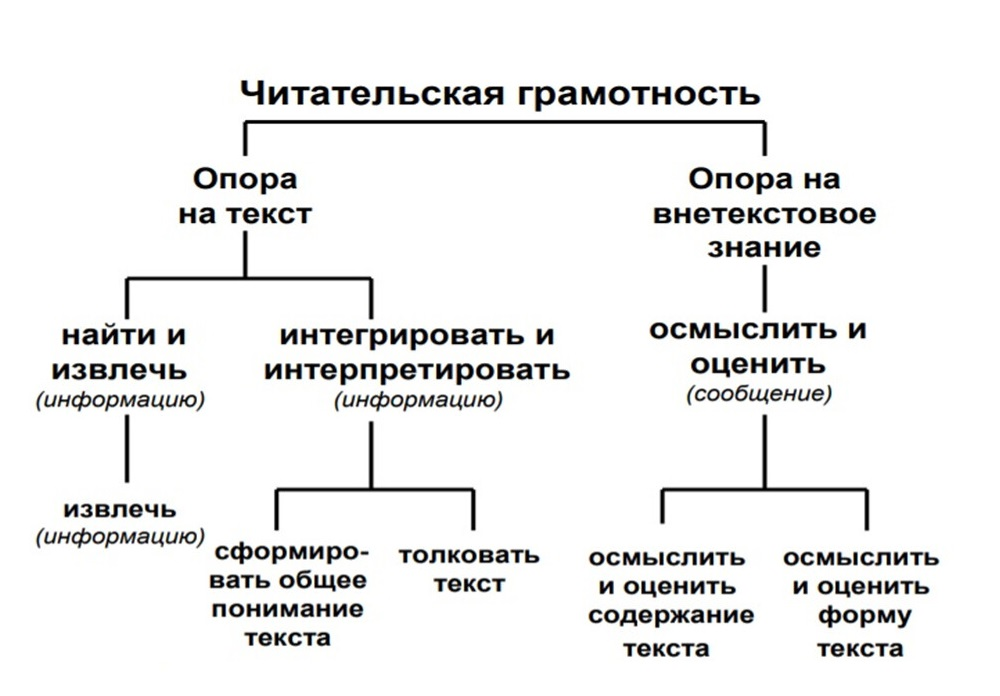 Читательская грамотность
Опора
на текст
Опора на
внетекстовое
знание
найти и
извлечь
(информацию)
интегрировать и
интерпретировать
(информацию)
осмыслить и
оценить
(сообщение)
извлечь
(информацию)
сформиро-
вать общее
понимание
текста
толковать
текст
осмыслить
и оценить
содержание
текста
осмыслить
и оценить
форму
текста